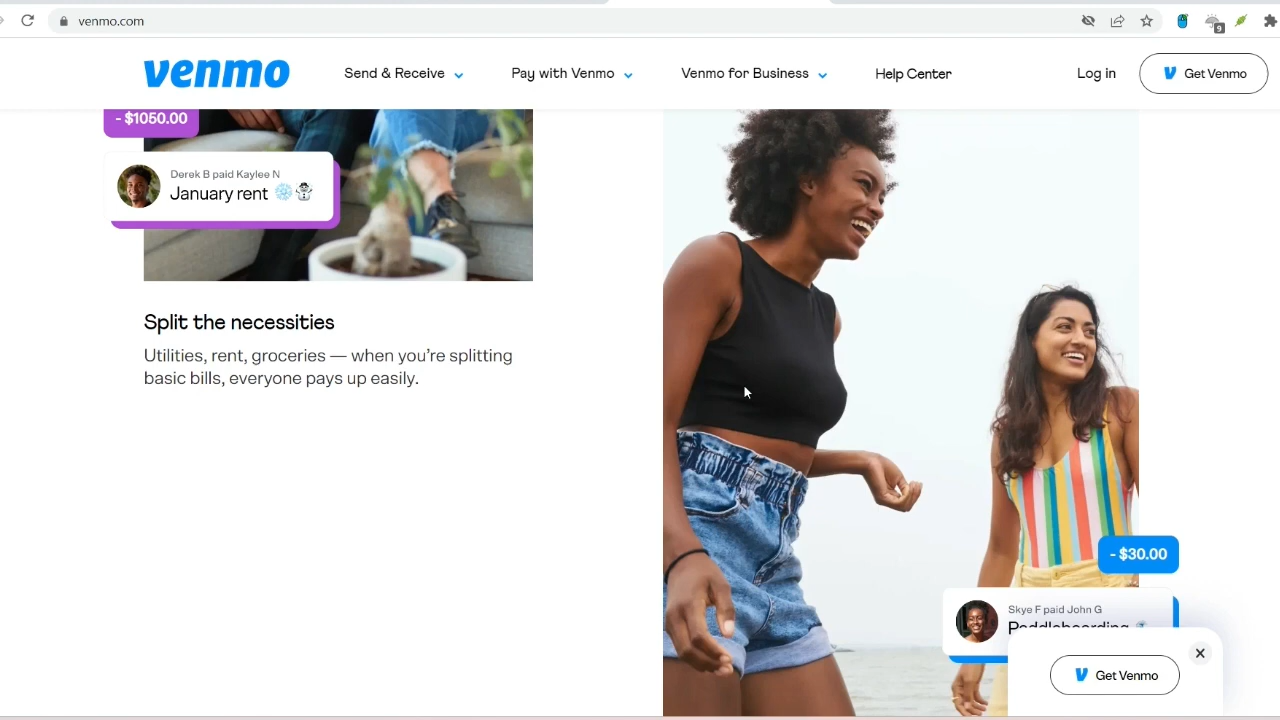 venmo.com
9
venmo
Send & Receive
Pay with Venmo
Venmo for Business
Help Center
Log in
Get Venmo
- $1050.00
Derek B paid Kaylee N
January rent
Split the necessities
Utilities, rent, groceries — when you’re splitting
basic bills, everyone pays up easily.
- $30.00
Skye F paid John G
Paddleboarding
Get Venmo